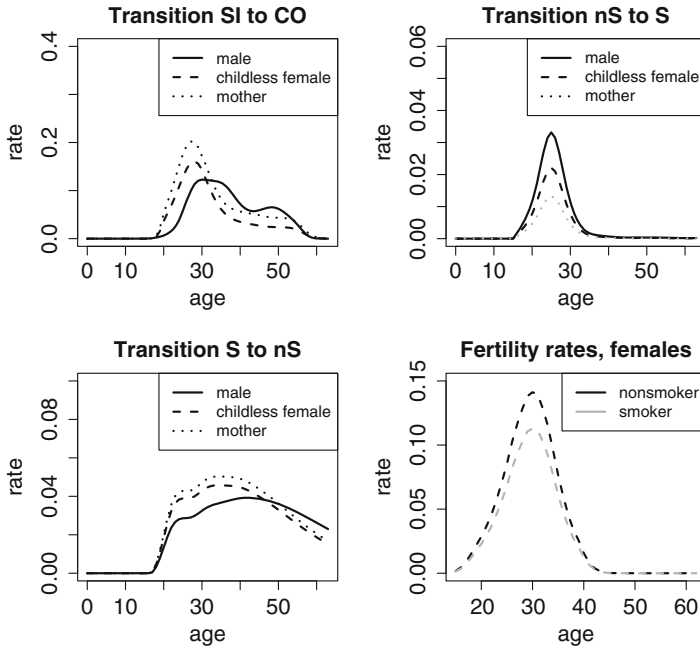 Transition SI to CO
rate
0.0
0.2
0.4
male
childless female
mother
0
10
30
50
age
Transition nS to S
rate
0.00
0.02
0.04
0.06
male
childless female
mother
0
10
30
50
age
Transition S to nS
rate
0.00
0.04
0.08
male
childless female
mother
0
10
30
50
age
Fertility rates, females
rate
0.00
0.05
0.10
0.15
nonsmoker
smoker
20
30
40
50
60
age